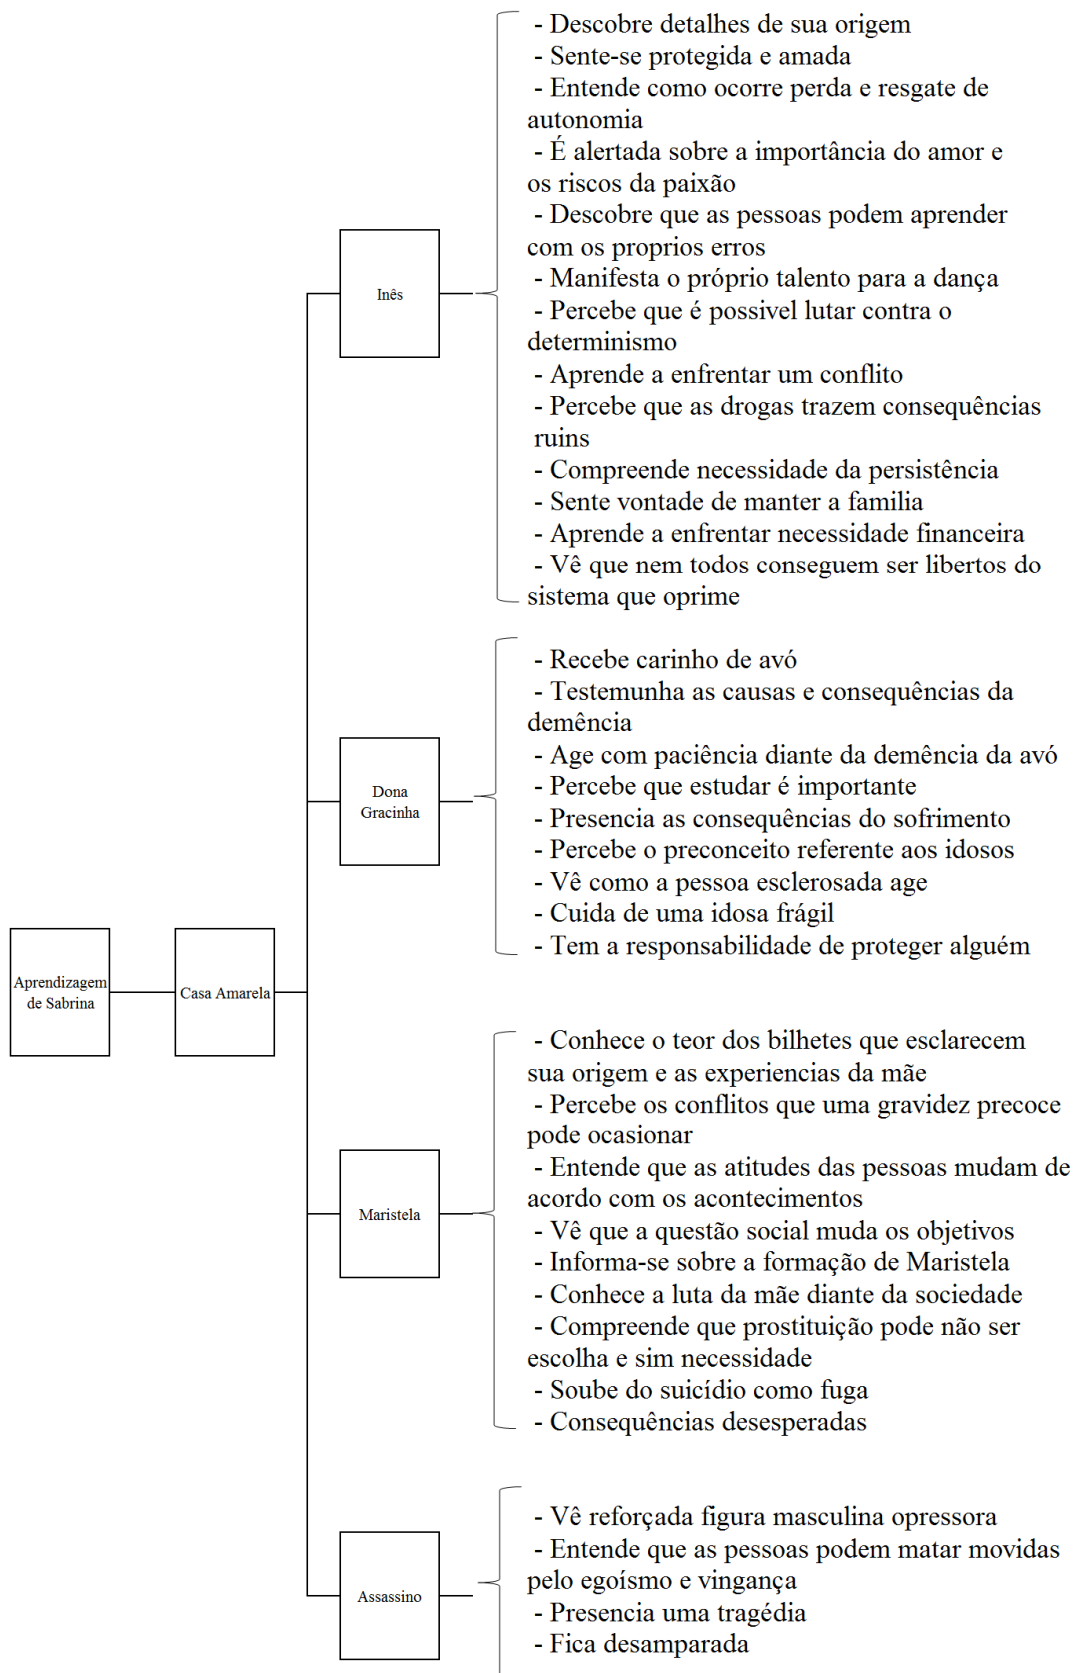 Aprendizagem
de Sabrina
Casa Amarela
Inês
- Descobre detalhes de sua origem
- Sente-se protegida e amada
- Entende como ocorre perda e resgate de
autonomia
- É alertada sobre a importância do amor e
os riscos da paixão
- Descobre que as pessoas podem aprender
com os proprios erros
- Manifesta o próprio talento para a dança
- Percebe que é possivel lutar contra o
determinismo
- Aprende a enfrentar um conflito
- Percebe que as drogas trazem consequências
ruins
- Compreende necessidade da persistência
- Sente vontade de manter a familia
- Aprende a enfrentar necessidade financeira
- Vê que nem todos conseguem ser libertos do
sistema que oprime
Dona
Gracinha
- Recebe carinho de avó
- Testemunha as causas e consequências da
demência
- Age com paciência diante da demência da avó
- Percebe que estudar é importante
- Presencia as consequências do sofrimento
- Percebe o preconceito referente aos idosos
- Vê como a pessoa esclerosada age
- Cuida de uma idosa frágil
- Tem a responsabilidade de proteger alguém
Maristela
- Conhece o teor dos bilhetes que esclarecem
sua origem e as experiencias da mãe
- Percebe os conflitos que uma gravidez precoce
pode ocasionar
- Entende que as atitudes das pessoas mudam de
acordo com os acontecimentos
- Vê que a questão social muda os objetivos
- Informa-se sobre a formação de Maristela
- Conhece a luta da mãe diante da sociedade
- Compreende que prostituição pode não ser
escolha e sim necessidade
- Soube do suicídio como fuga
- Consequências desesperadas
Assassino
- Vê reforçada figura masculina opressora
- Entende que as pessoas podem matar movidas
pelo egoísmo e vingança
- Presencia uma tragédia
- Fica desamparada